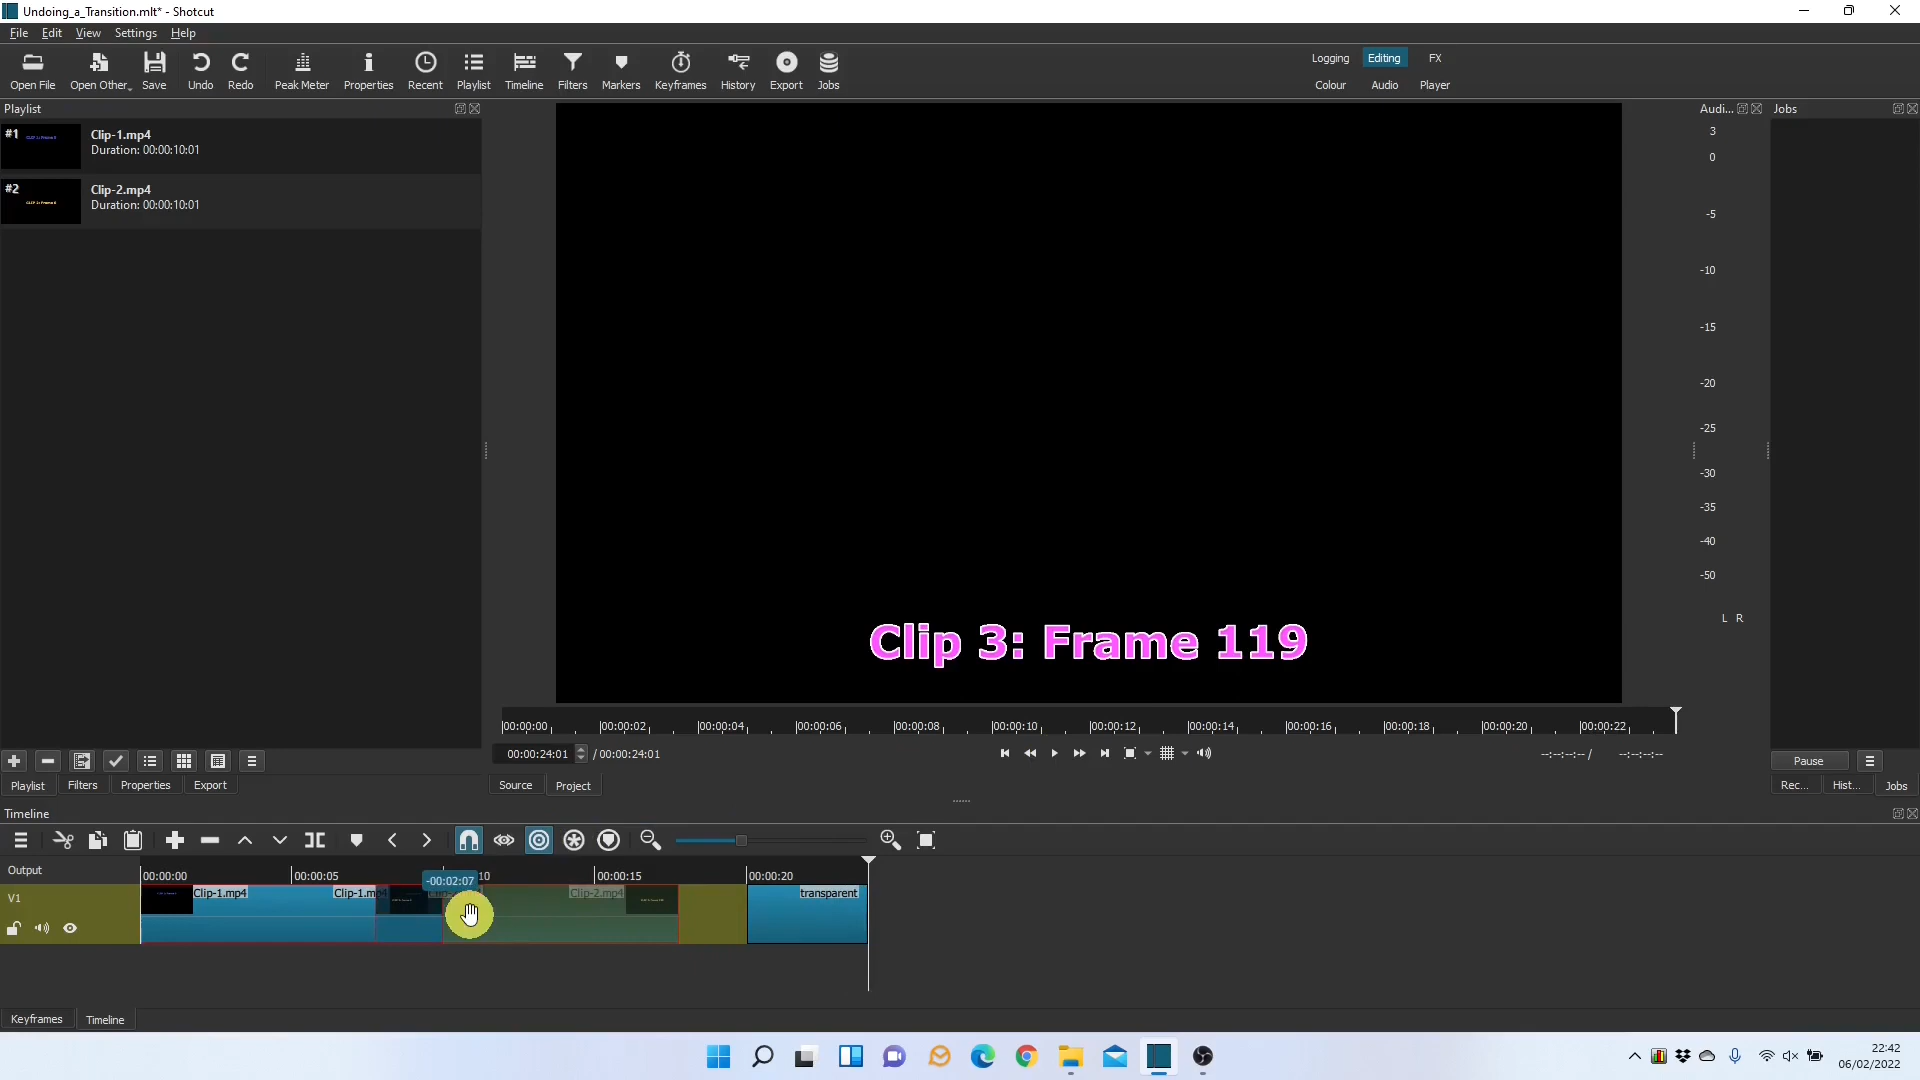 Undoing_a_Transition.mlt* - Shotcut
File Edit View Settings Help
Open File Open Other... Save Undo Redo Peak Meter Properties Recent Playlist Timeline Filters Markers Keyframes History Export Jobs
Logging Editing FX
Colour Audio Player
Playlist
Audi...
Jobs
#1
Clip-1.mp4
Duration: 00:00:10:01
#2
Clip-2.mp4
Duration: 00:00:10:01
3
0
-5
-10
-15
-20
-25
-30
-35
-40
-50
L R
Clip 3: Frame 119
00:00:00 00:00:02 00:00:04 00:00:06 00:00:08 00:00:10 00:00:12 00:00:14 00:00:16 00:00:18 00:00:20 00:00:22
00:00:24:01 / 00:00:24:01
--:--:--:-- / --:--:--:--
Pause
Playlist Filters Properties Export
Source Project
Rec... Hist... Jobs
Timeline
Output
00:00:00 00:00:05 -00:02:07 10 00:00:15 00:00:20
V1
Clip-1.mp4 Clip-1.m Clip-2.mp4 transparent
Keyframes Timeline
22:42
06/02/2022